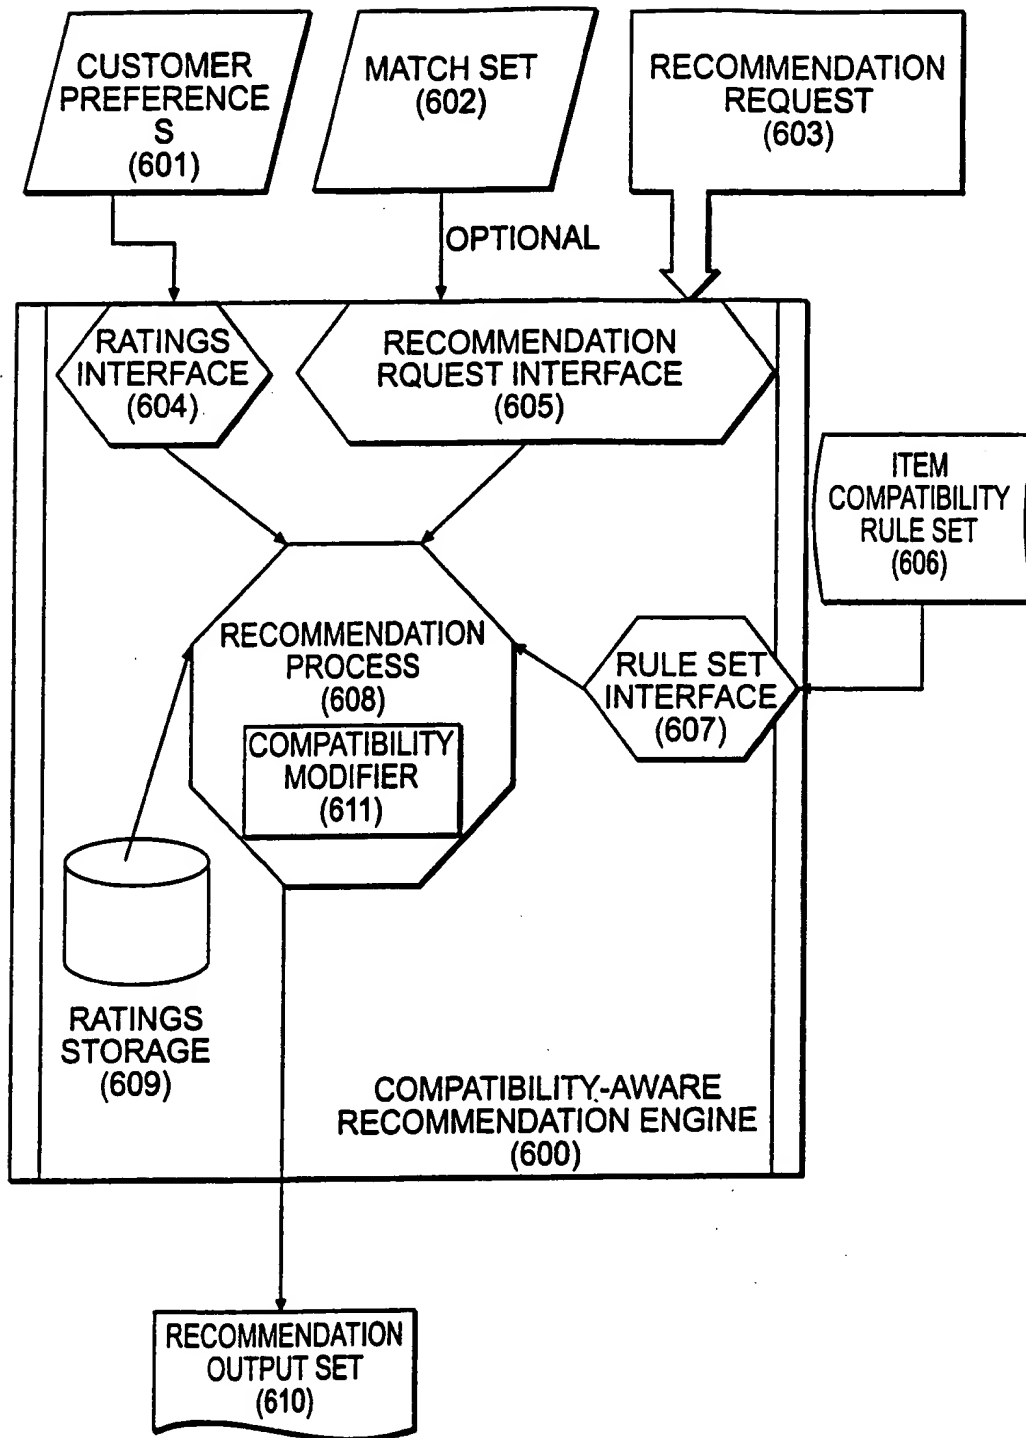 CUSTOMER
PREFERENCE
S
(601)
MATCH SET
(602)
RECOMMENDATION
REQUEST
(603)
OPTIONAL
RATINGS
INTERFACE
(604)
RECOMMENDATION
RQUEST INTERFACE
(605)
ITEM
COMPATIBILITY
RULE SET
(606)
RECOMMENDATION
PROCESS
(608)
RULE SET
INTERFACE
(607)
COMPATIBILITY
MODIFIER
(611)
RATINGS
STORAGE
(609)
COMPATIBILITY-AWARE
RECOMMENDATION ENGINE
(600)
RECOMMENDATION
OUTPUT SET
(610)